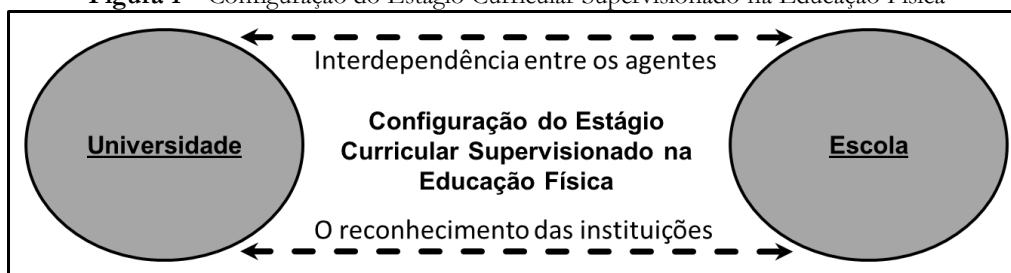 Figura 1 – Configuração do Estágio Curricular Supervisionado na Educação Física
Interdependência entre os agentes
Universidade
Configuração do Estágio
Curricular Supervisionado na
Educação Física
Escola
O reconhecimento das instituições